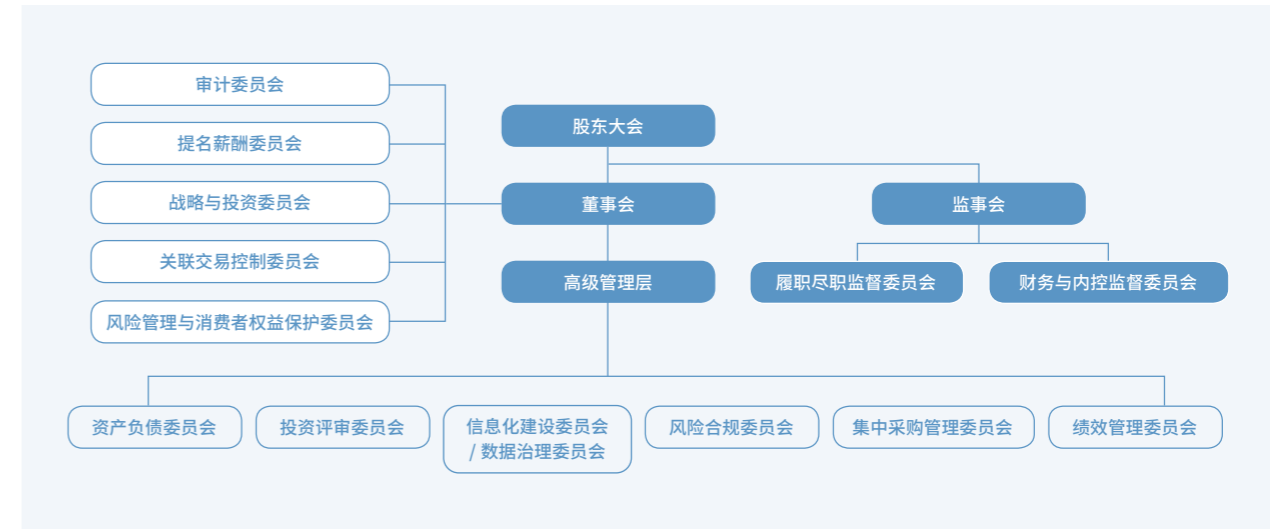 审计委员会
提名薪酬委员会
战略与投资委员会
关联交易控制委员会
风险管理与消费者权益保护委员会
股东大会
董事会
监事会
高级管理层
履职尽职监督委员会
财务与内控监督委员会
资产负债委员会
投资评审委员会
信息化建设委员会
/ 数据治理委员会
风险合规委员会
集中采购管理委员会
绩效管理委员会